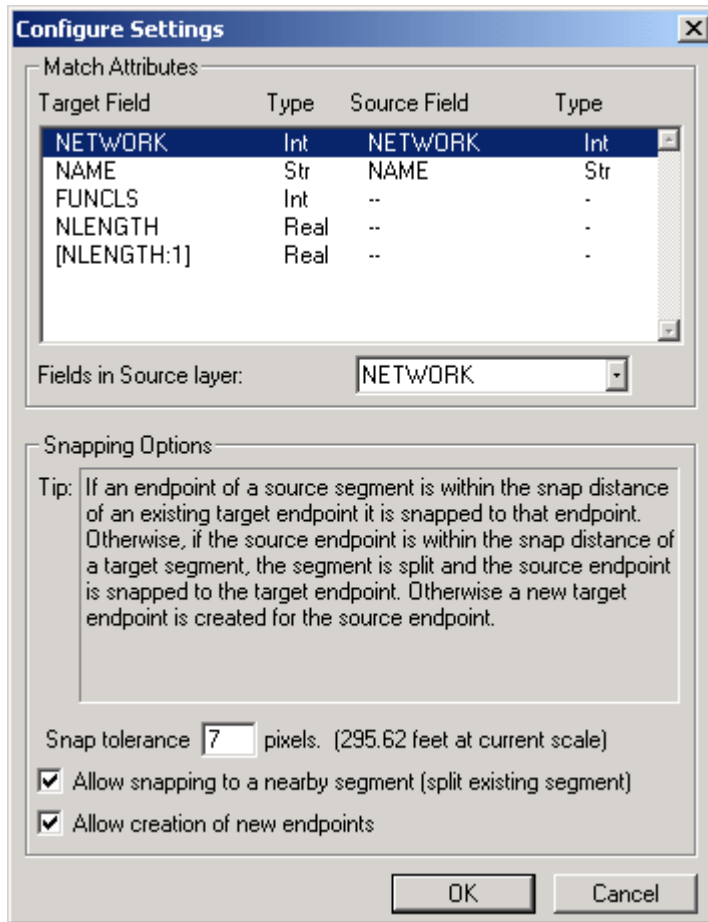 Configure Settings
Match Attributes
Target Field Type Source Field Type
NETWORK Int NETWORK Int
NAME Str NAME Str
FUNCLS Int -- -
NLENGTH Real -- -
[NLENGTH:1] Real -- -
Fields in Source layer: NETWORK
Snapping Options
Tip: If an endpoint of a source segment is within the snap distance
of an existing target endpoint it is snapped to that endpoint.
Otherwise, if the source endpoint is within the snap distance of
a target segment, the segment is split and the source endpoint
is snapped to the target endpoint. Otherwise a new target
endpoint is created for the source endpoint.
Snap tolerance 7 pixels. (295.62 feet at current scale)
Allow snapping to a nearby segment (split existing segment)
Allow creation of new endpoints
OK Cancel